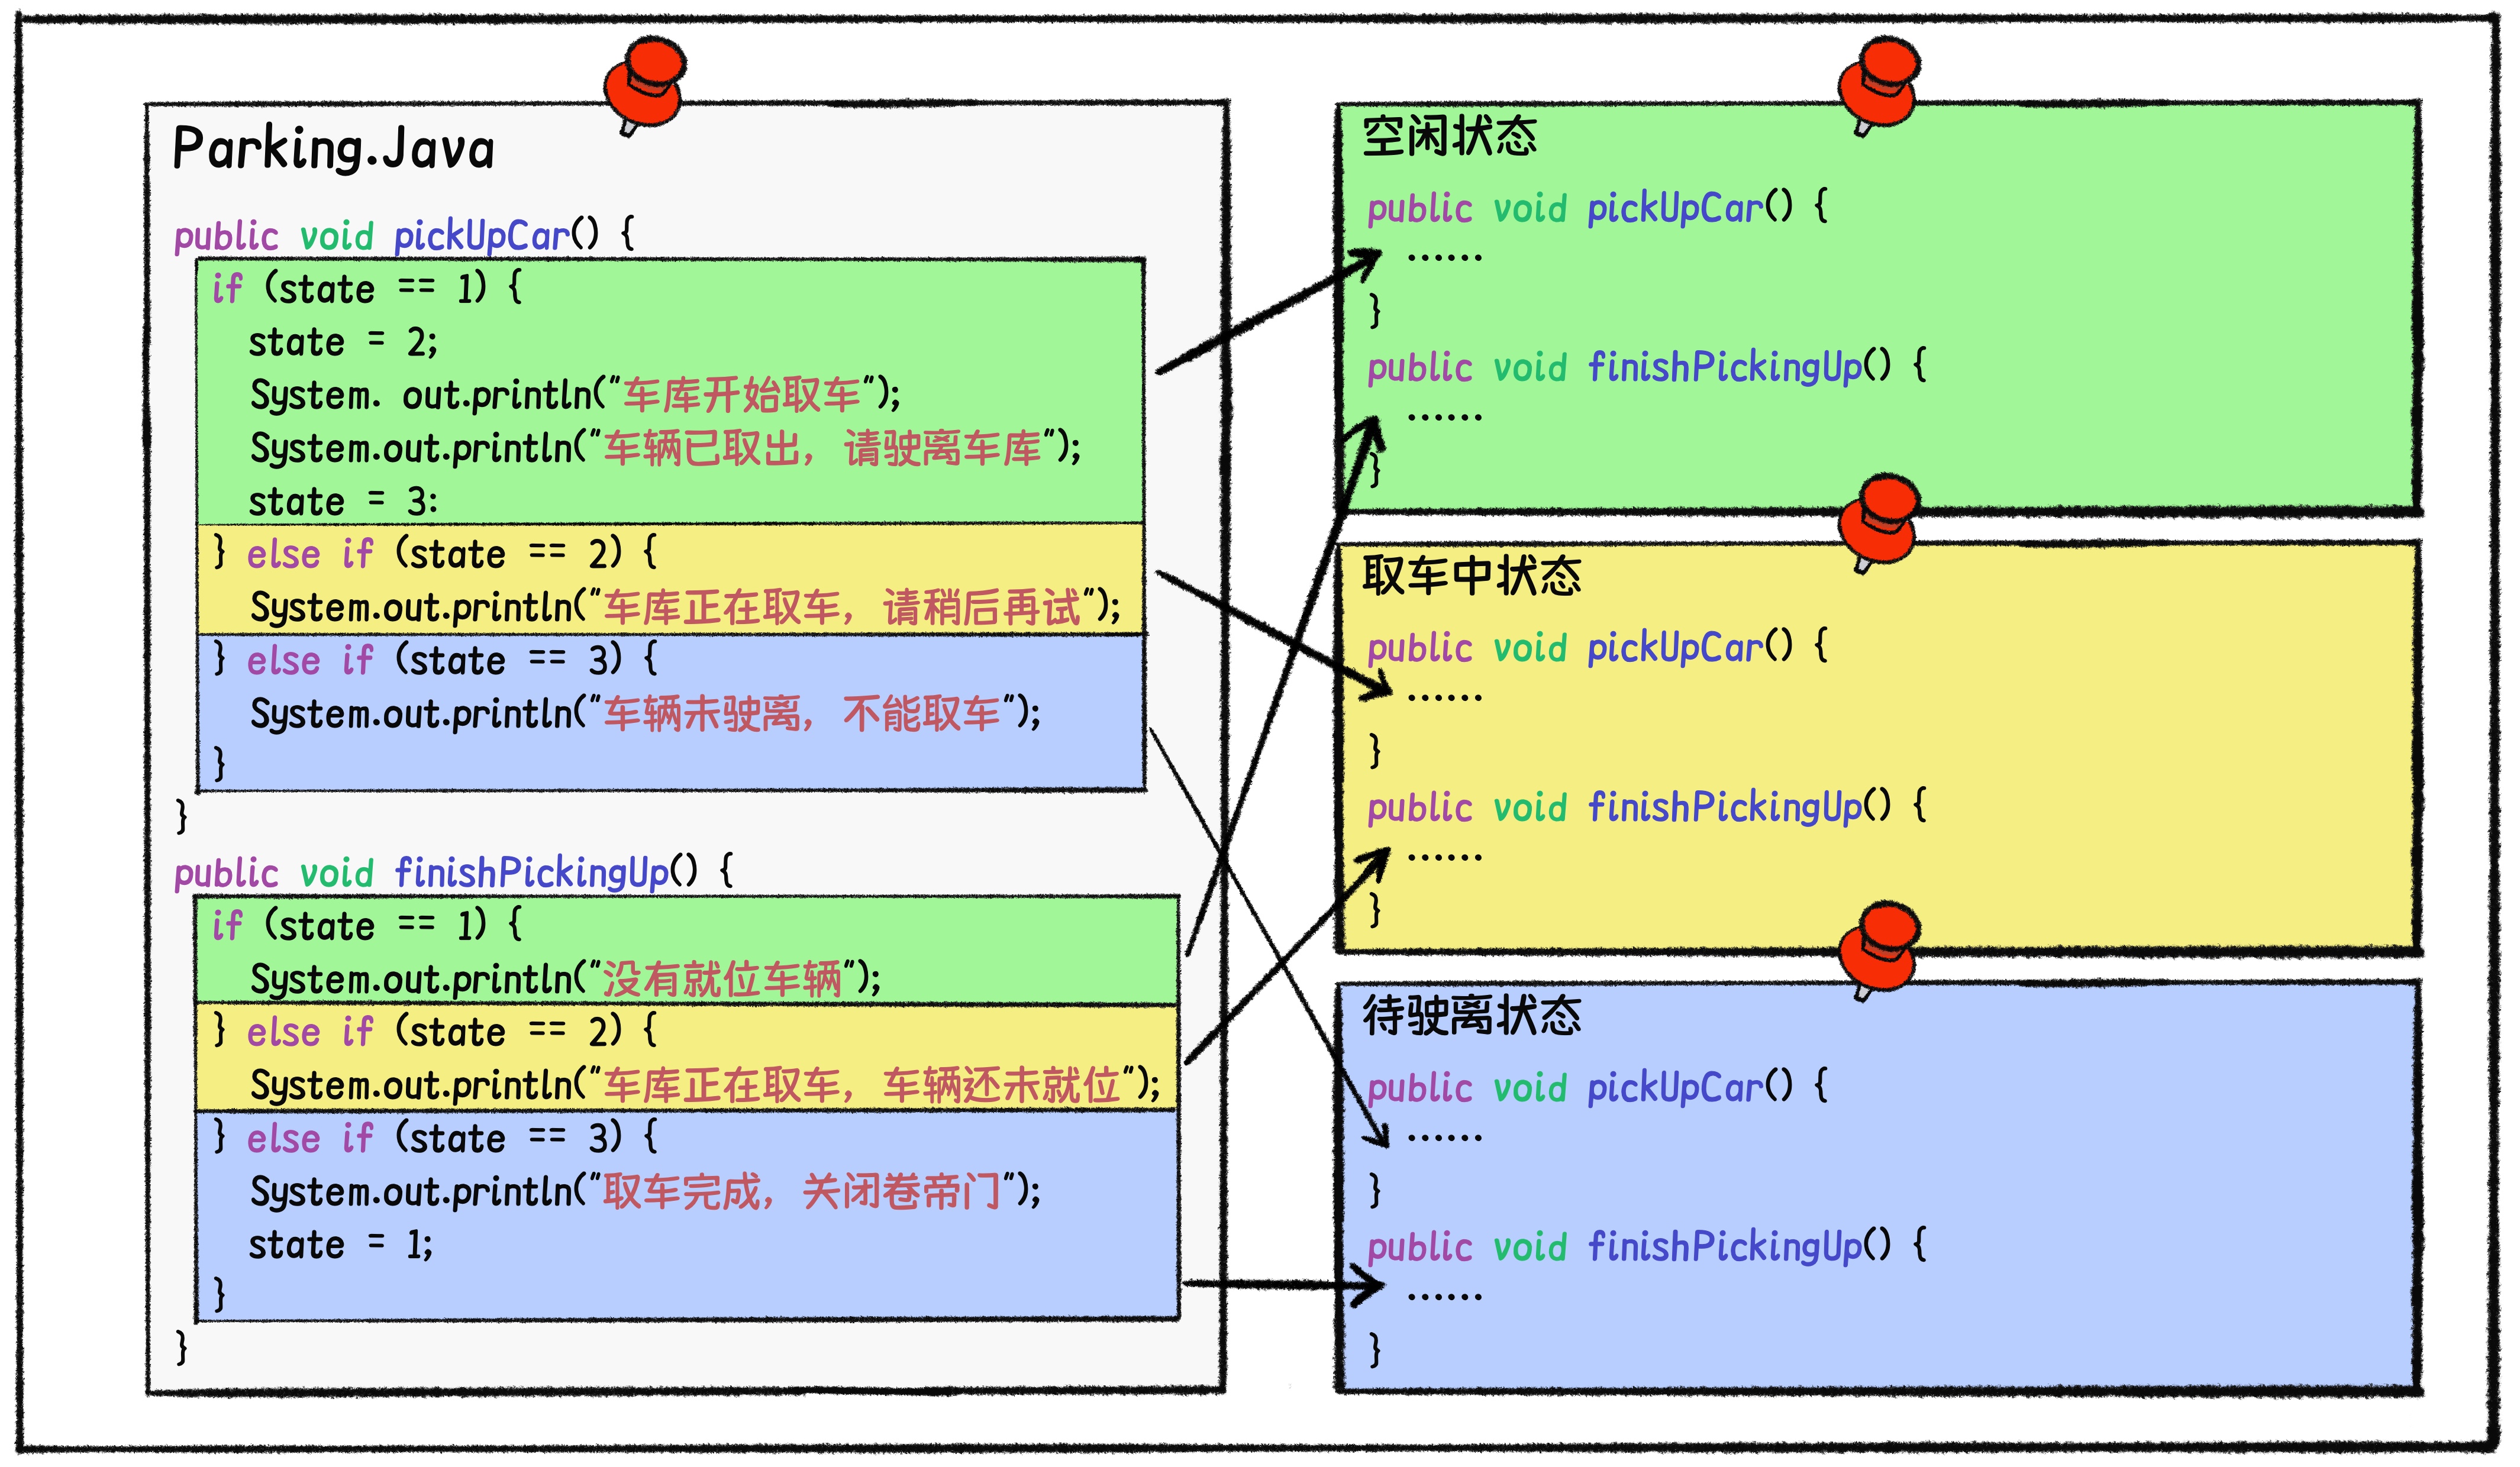 Parking.Java
public void pickUpCar() {
if (state == 1) {
state = 2;
System. out.println("车库开始取车");
System.out.println("车辆已取出，请驶离车库");
state = 3:
} else if (state == 2) {
System.out.println("车库正在取车，请稍后再试");
} else if (state == 3) {
System.out.println("车辆未驶离，不能取车");
}
}
public void finishPickingUp() {
if (state == 1) {
System.out.println("没有就位车辆");
} else if (state == 2) {
System.out.println("车库正在取车，车辆还未就位");
} else if (state == 3) {
System.out.println("取车完成，关闭卷帘门");
state = 1;
}
}
空闲状态
public void pickUpCar() {
......
}
public void finishPickingUp() {
......
}
取车中状态
public void pickUpCar() {
......
}
public void finishPickingUp() {
......
}
待驶离状态
public void pickUpCar() {
......
}
public void finishPickingUp() {
......
}